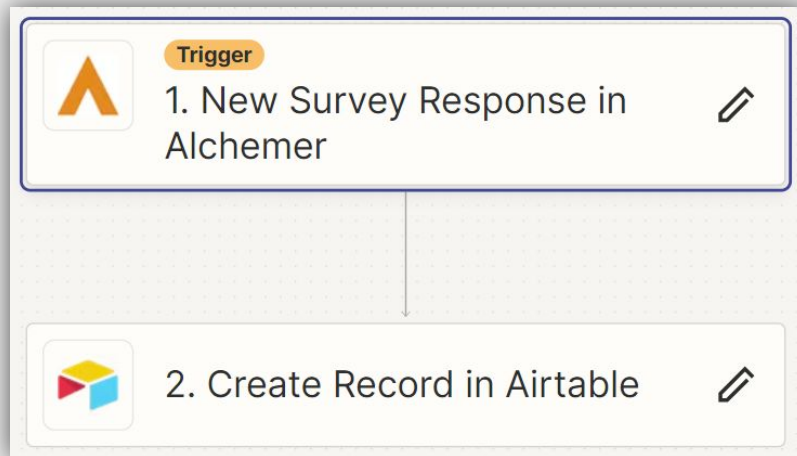 Trigger
1. New Survey Response in
Alchemer
2. Create Record in Airtable